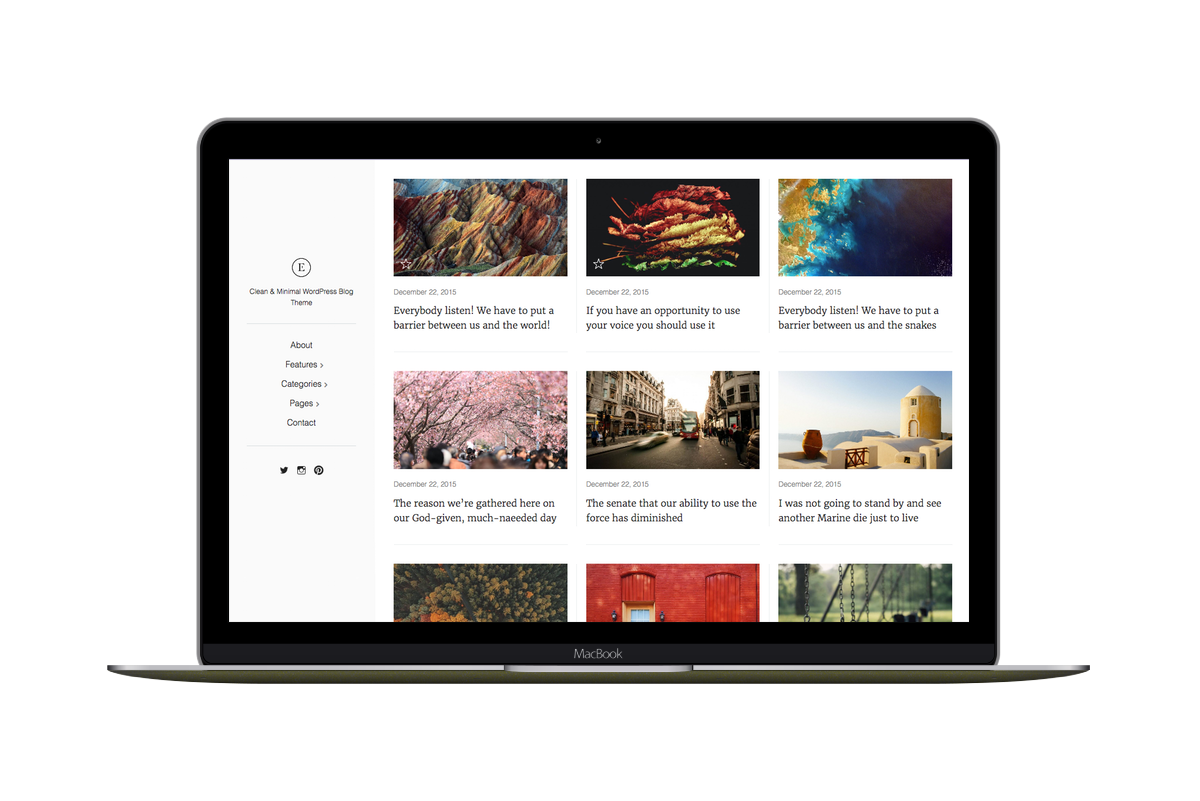 E
Clean & Minimal WordPress Blog
Theme
About
Features ›
Categories ›
Pages ›
Contact
December 22, 2015
Everybody listen! We have to put a
barrier between us and the world!
December 22, 2015
If you have an opportunity to use
your voice you should use it
December 22, 2015
Everybody listen! We have to put a
barrier between us and the snakes
December 22, 2015
The reason we're gathered here on
our God-given, much-naeeded day
December 22, 2015
The senate that our ability to use the
force has diminished
December 22, 2015
I was not going to stand by and see
another Marine die just to live
MacBook